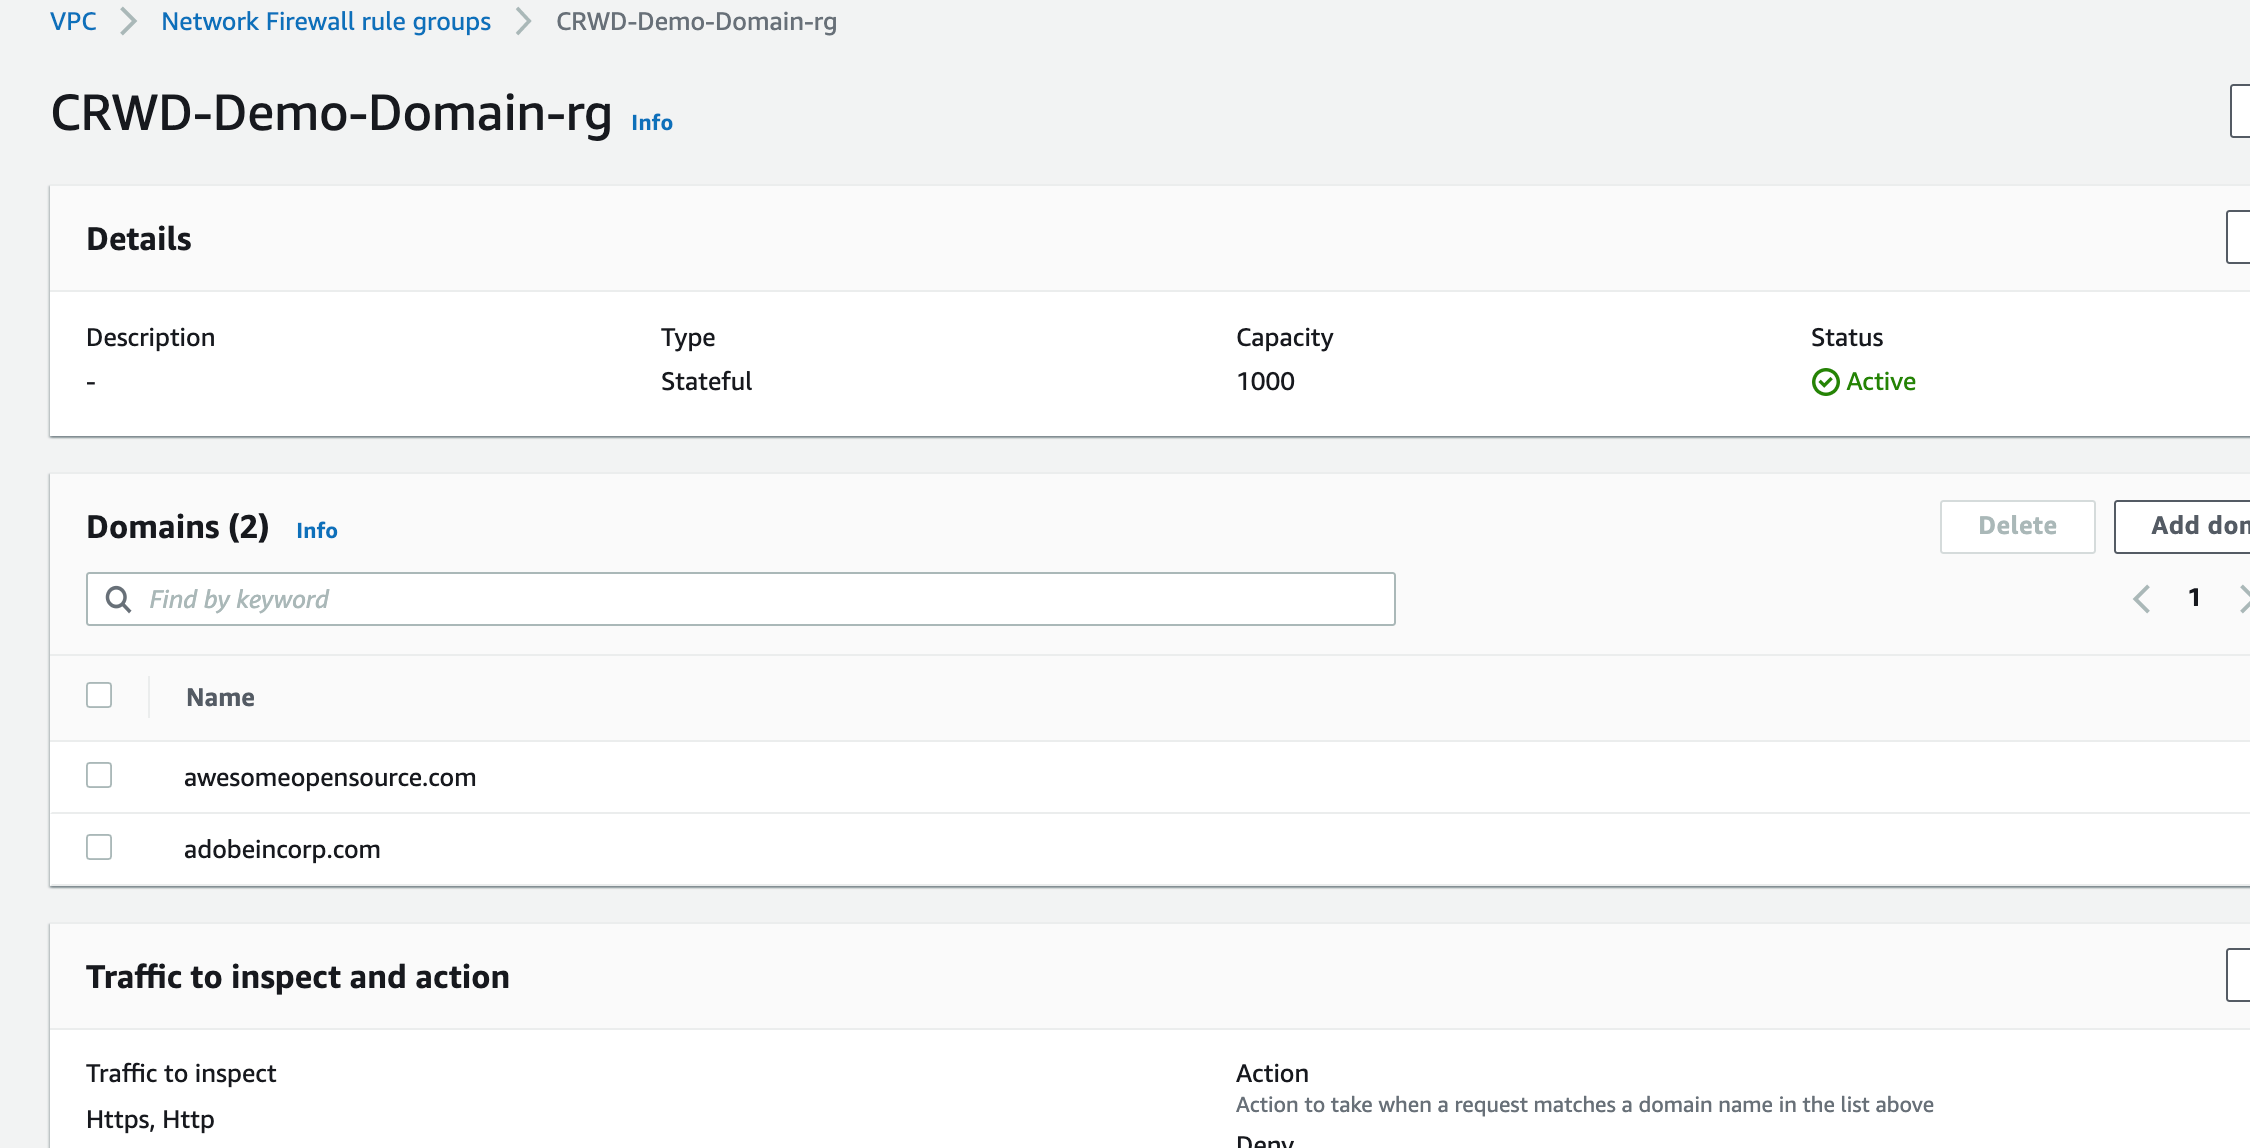 VPC > Network Firewall rule groups > CRWD-Demo-Domain-rg
CRWD-Demo-Domain-rg Info
Details
Description Type Capacity Status
- Stateful 1000 Active
Domains (2) Info Delete Add
Find by keyword 1
Name
awesomeopensource.com
adobeincorp.com
Traffic to inspect and action
Traffic to inspect Action
Action to take when a request matches a domain name in the list above
Https, Http
Deny